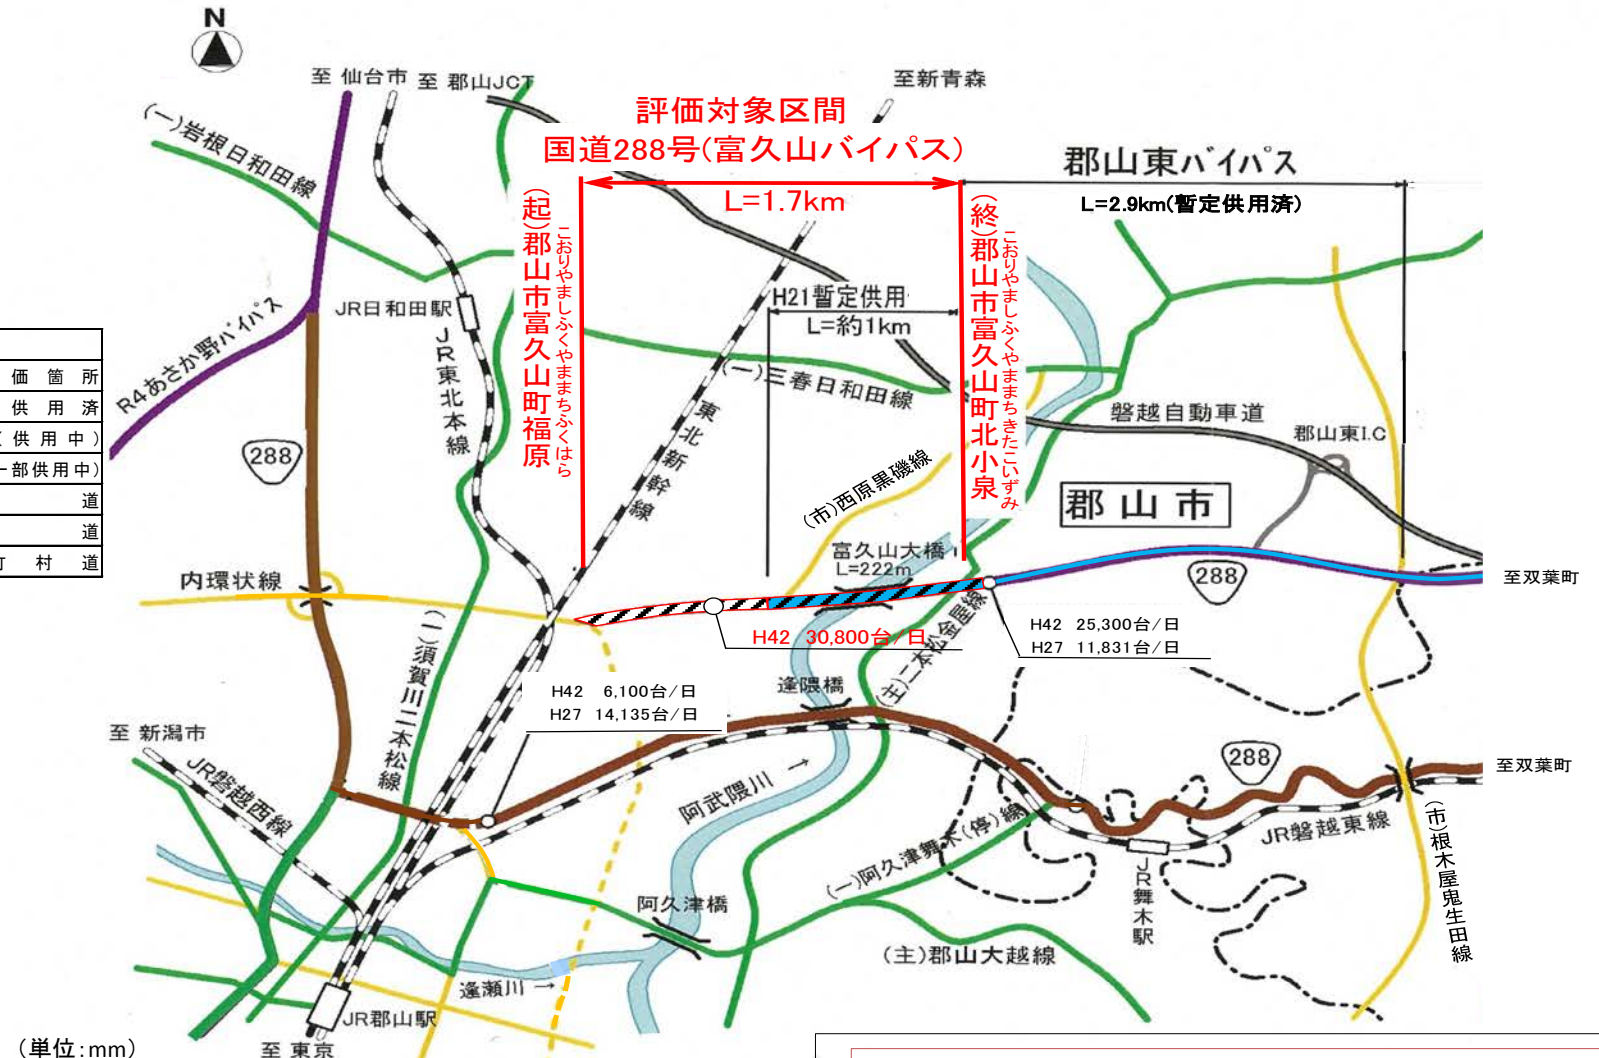 N
至 仙台市
至 郡山JCT
至新青森
(一)岩根日和田線
評価対象区間
国道288号(富久山バイパス)
L=1.7km
郡山東バイパス
L=2.9km(暫定供用済)
(起)郡山市富久山町福原
こおりやましふくやままちふくはら
(終)郡山市富久山町北小泉
こおりやましふくやままちきたこいずみ
H21暫定供用
L=約1km
JR日和田駅
JR東北本線
R4あさか野バイパス
(一)三春日和田線
東北新幹線
磐越自動車道
郡山東I.C
288
(市)西原黒磯線
郡山市
価箇所
供用済
(供用中)
一部供用中)
道
道
町村道
内環状線
富久山大橋
L=222m
288
至双葉町
H42 30,800台/日
H42 25,300台/日
H27 11,831台/日
(主)二本松金屋線
(一)須賀川二本松線
H42 6,100台/日
H27 14,135台/日
逢隈橋
至 新潟市
JR磐越西線
阿武隈川 →
288
至双葉町
JR磐越東線
(一)阿久津舞木(停)線
JR舞木駅
(市)根木屋鬼生田線
阿久津橋
(主)郡山大越線
逢瀬川 →
JR郡山駅
至 東京
(単位:mm)